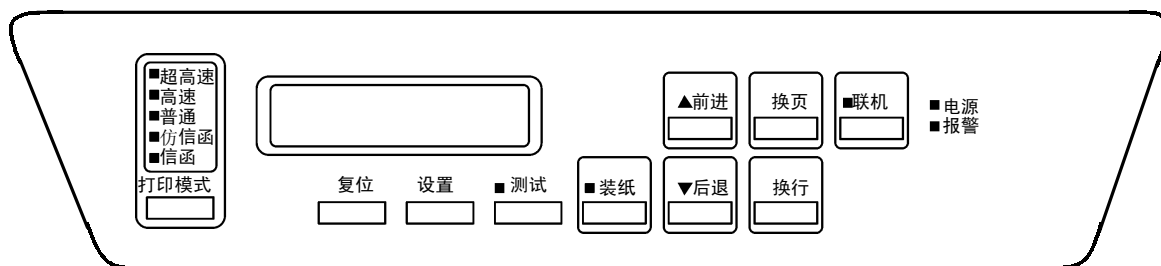 ■超高速
■高速
■普通
■仿信函
■信函
打印模式
复位
设置
■ 测试
■装纸
▲前进
换页
■联机
▼后退
换行
■电源
■报警